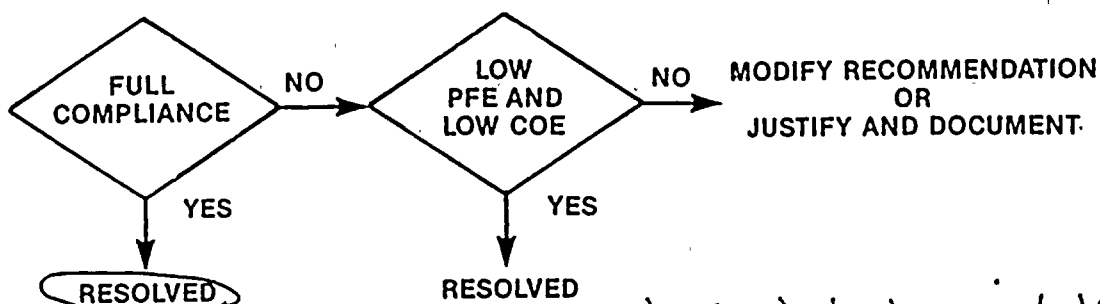 FULL
COMPLIANCE
NO
LOW
PFE AND
LOW COE
NO
MODIFY RECOMMENDATION
OR
JUSTIFY AND DOCUMENT.
YES
YES
RESOLVED
RESOLVED